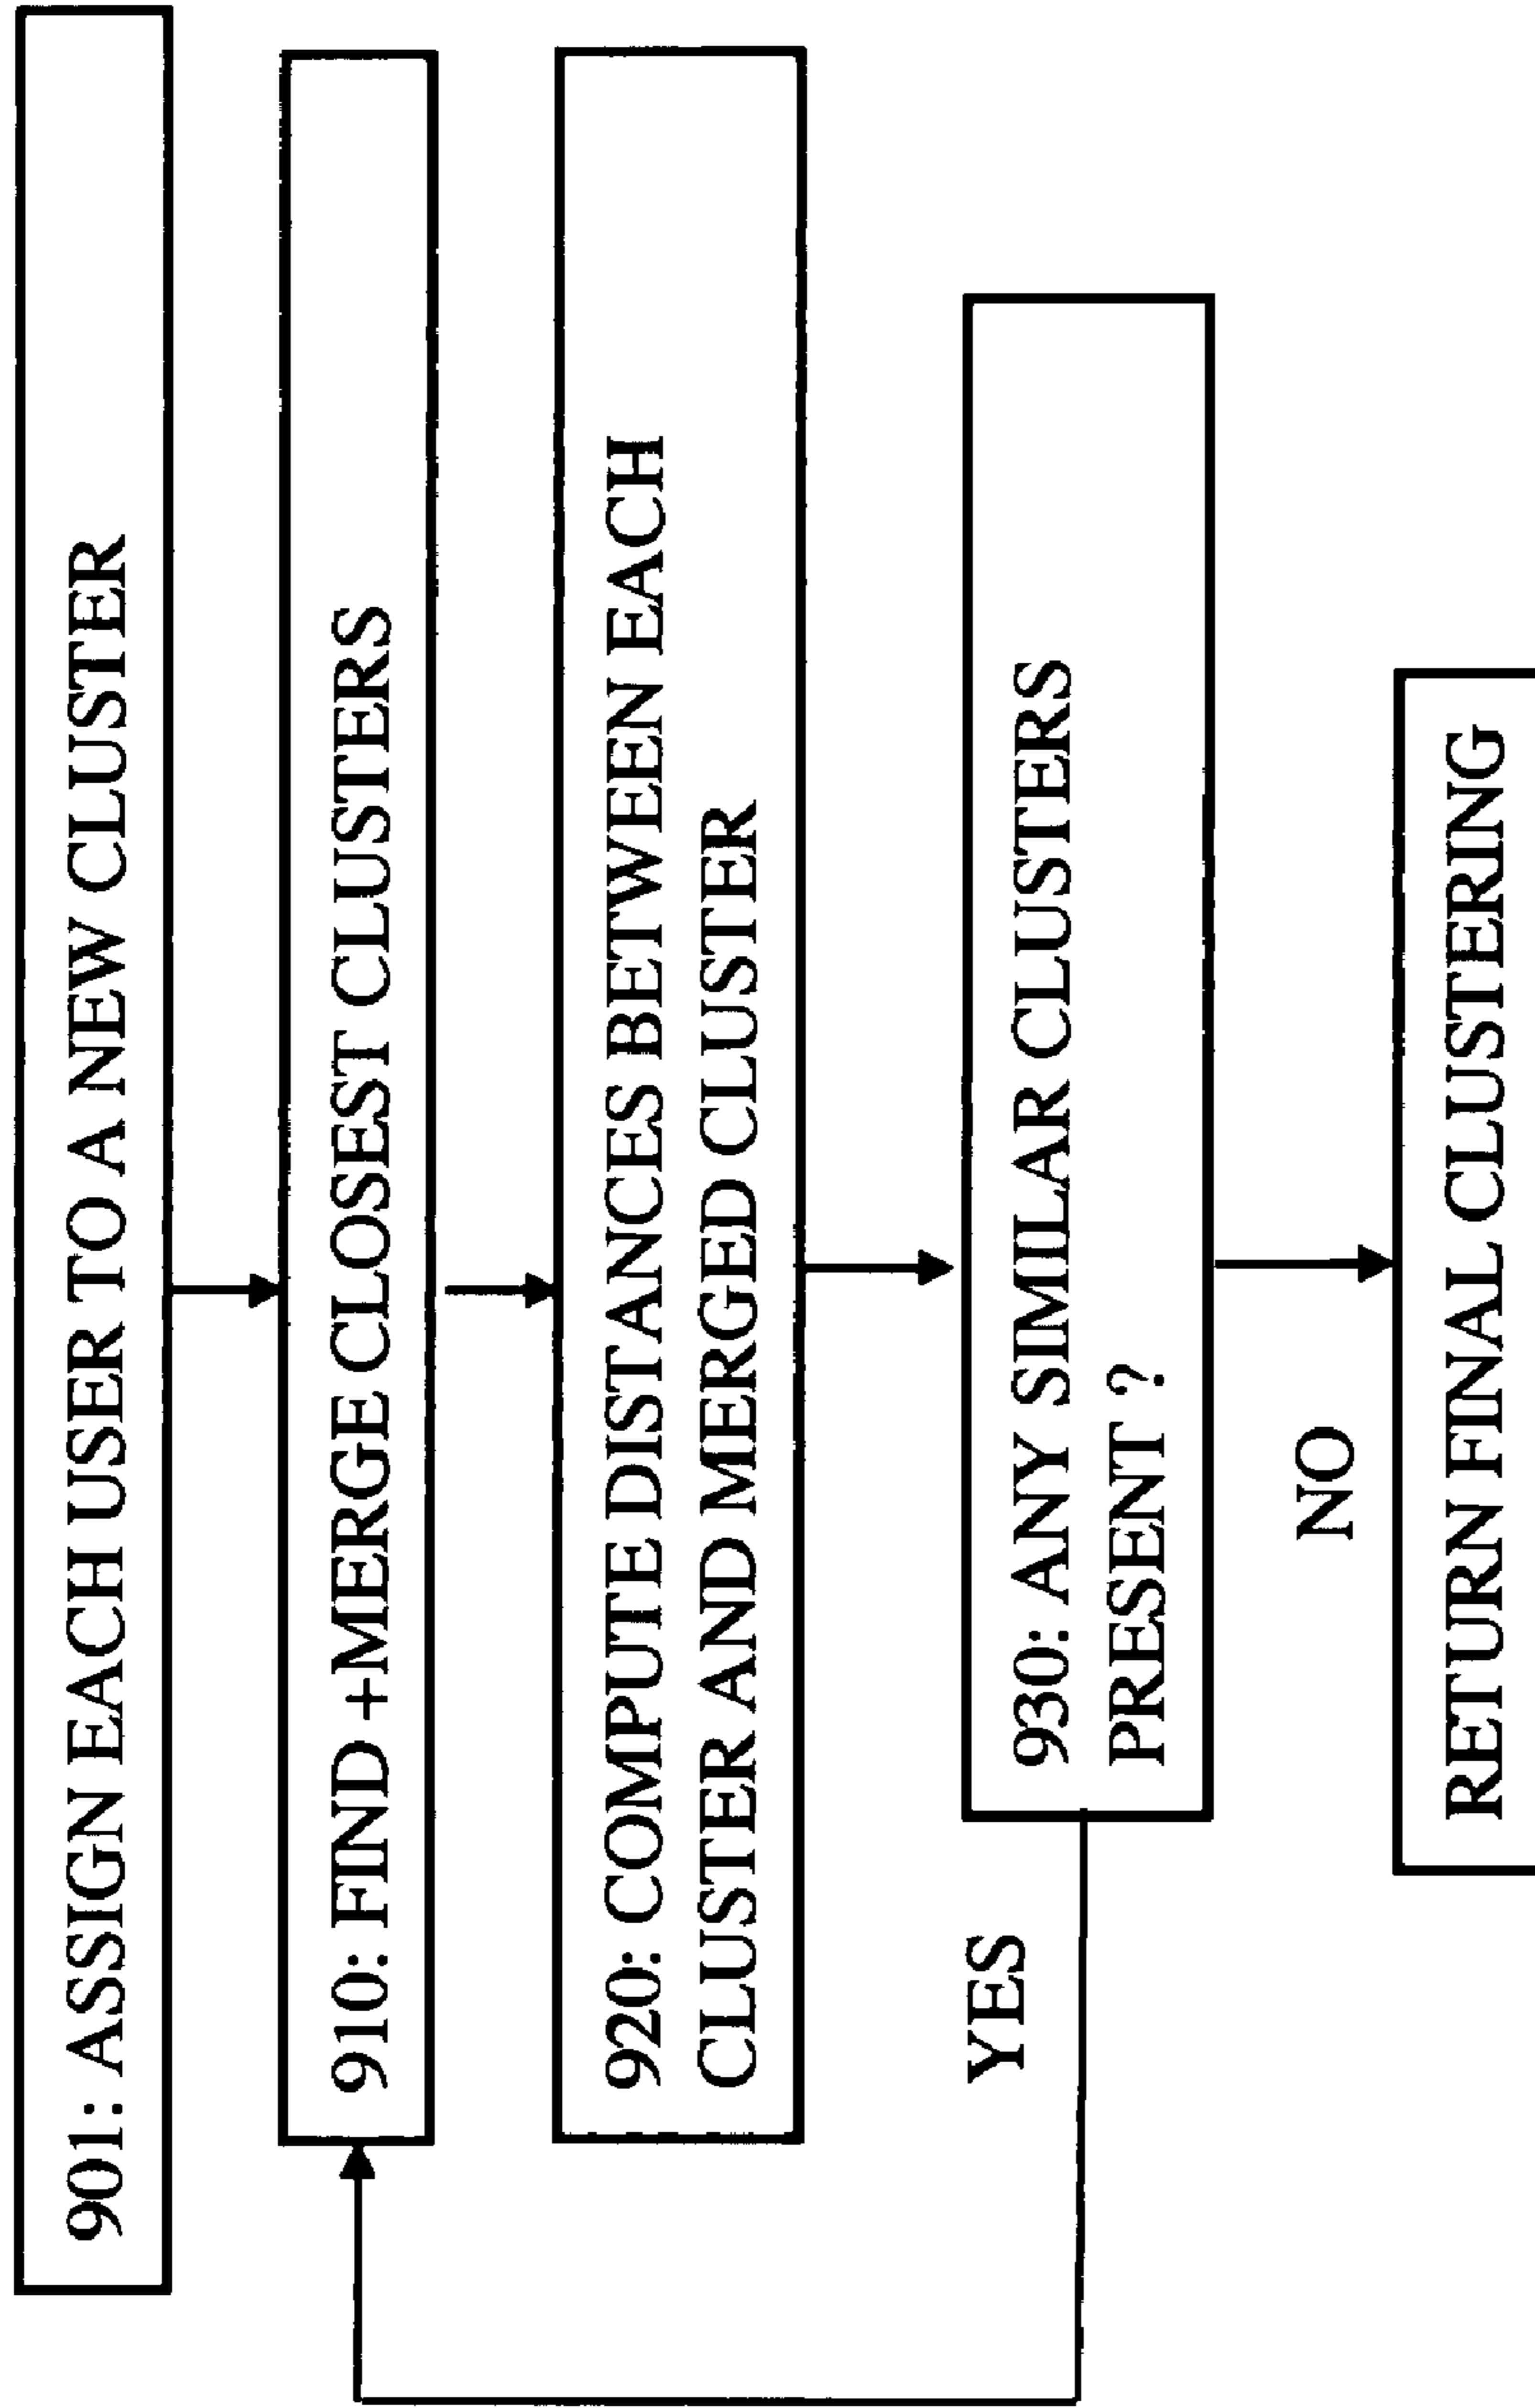 901: ASSIGN EACH USER TO A NEW CLUSTER
910: FIND +MERGE CLOSEST CLUSTERS
920: COMPUTE DISTANCES BETWEEN EACH
CLUSTER AND MERGED CLUSTER
YES
930: ANY SIMILAR CLUSTERS
PRESENT ?
NO
RETURN FINAL CLUSTERING